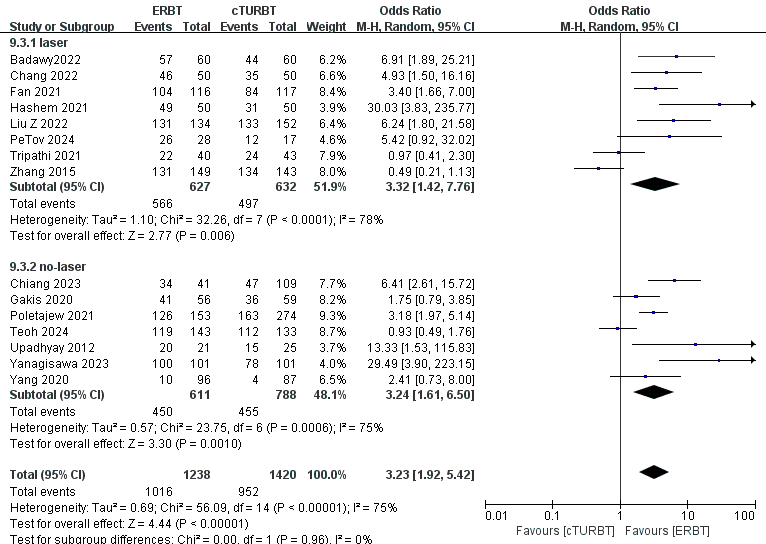 ERBT cTURBT Odds Ratio Odds Ratio
Study or Subgroup Events Total Events Total Weight M-H, Random, 95% CI M-H, Random, 95% CI
9.3.1 laser
Badawy2022 57 60 44 60 6.2% 6.91 [1.89, 25.21]
Chang 2022 46 50 35 50 6.6% 4.93 [1.50, 16.16]
Fan 2021 104 116 84 117 8.6% 3.40 [1.66, 7.00]
Hashem 2021 49 50 31 50 3.9% 30.03 [3.83, 235.77]
Liu Z 2022 131 134 133 152 6.4% 6.24 [1.80, 21.58]
PeTov 2024 26 28 12 17 4.7% 5.42 [0.92, 32.02]
Tripathi 2021 22 40 24 43 7.9% 0.97 [0.41, 2.30]
Zhang 2015 131 149 134 143 7.8% 0.49 [0.21, 1.13]
Subtotal (95% CI) 627 632 51.9% 3.32 [1.42, 7.76]
Total events 566 497
Heterogeneity: Tau² = 1.10; Chi² = 32.26, df = 7 (P < 0.0001); I² = 78%
Test for overall effect: Z = 2.77 (P = 0.006)
9.3.2 no-laser
Chiang 2023 34 41 47 109 7.7% 6.41 [2.61, 15.72]
Gakis 2020 41 56 36 59 8.2% 1.75 [0.79, 3.85]
Poletajew 2021 126 153 163 274 9.5% 3.18 [1.97, 5.14]
Teoh 2024 119 143 112 133 8.9% 0.93 [0.49, 1.76]
Upadhyay 2012 20 21 15 25 3.7% 13.33 [1.53, 115.83]
Yanagisawa 2023 100 101 78 101 4.0% 29.49 [3.90, 223.15]
Yang 2020 10 96 4 87 6.5% 2.41 [0.73, 8.00]
Subtotal (95% CI) 611 788 48.1% 3.24 [1.61, 6.50]
Total events 450 455
Heterogeneity: Tau² = 0.57; Chi² = 23.75, df = 6 (P = 0.0006); I² = 75%
Test for overall effect: Z = 3.30 (P = 0.0010)
Total (95% CI) 1238 1420 100.0% 3.23 [1.92, 5.42]
Total events 1016 952
Heterogeneity: Tau² = 0.69; Chi² = 56.09, df = 14 (P < 0.00001); I² = 75%
Test for overall effect: Z = 4.44 (P < 0.00001)
Test for subgroup differences: Chi² = 0.00, df = 1 (P = 0.96), I² = 0%
0.01 0.1 1 10 100
Favours [cTURBT] Favours [ERBT]